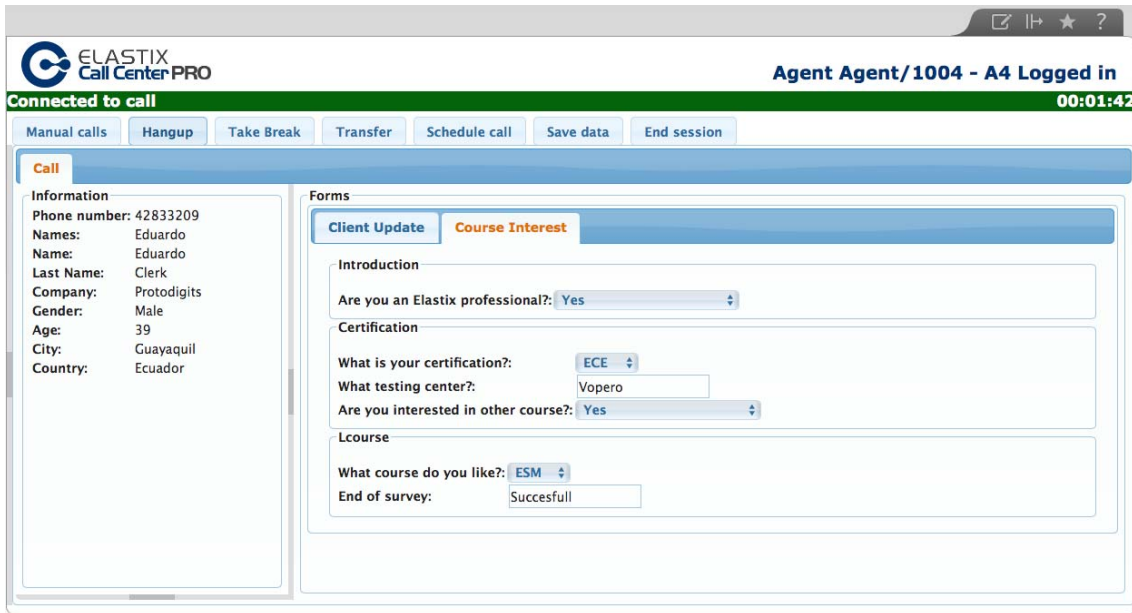 ?
ELASTIX
Call Center PRO
Agent Agent/1004 - A4 Logged in
Connected to call 00:01:42
Manual calls Hangup Take Break Transfer Schedule call Save data End session
Call
Information
Phone number: 42833209
Names: Eduardo
Name: Eduardo
Last Name: Clerk
Company: Protodigits
Gender: Male
Age: 39
City: Guayaquil
Country: Ecuador
Forms
Client Update Course Interest
Introduction
Are you an Elastix professional?: Yes
Certification
What is your certification?: ECE
What testing center?: Vopero
Are you interested in other course?: Yes
Lcourse
What course do you like?: ESM
End of survey: Succesfull